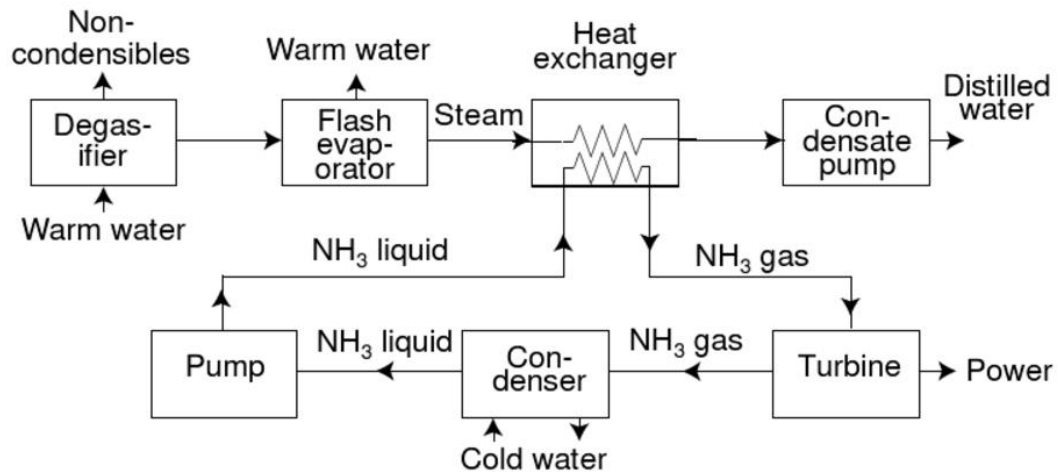 Non-
condensibles
Warm water
Heat
exchanger
Degas-
ifier
Flash
evap-
orator
Steam
Con-
densate
pump
Distilled
water
Warm water
NH₃ liquid
NH₃ gas
Pump
NH₃ liquid
Con-
denser
NH₃ gas
Turbine
Power
Cold water